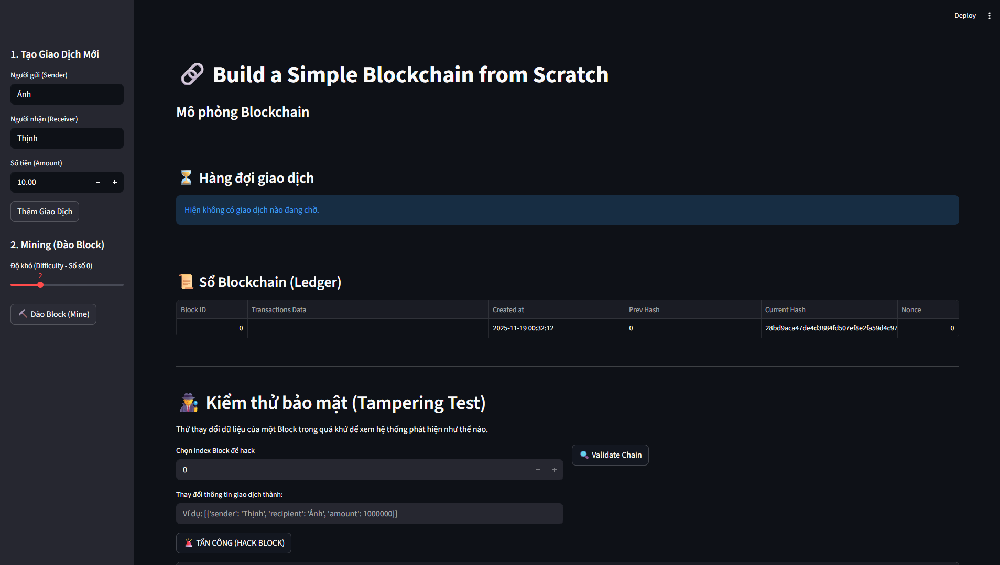 Deploy
1. Tạo Giao Dịch Mới
Người gửi (Sender)
Ánh
Người nhận (Receiver)
Thịnh
Số tiền (Amount)
10.00
Thêm Giao Dịch
2. Mining (Đào Block)
Độ khó (Difficulty - Số số 0)
2
Đào Block (Mine)
Build a Simple Blockchain from Scratch
Mô phỏng Blockchain
Hàng đợi giao dịch
Hiện không có giao dịch nào đang chờ.
Sổ Blockchain (Ledger)
Block ID Transactions Data Created at Prev Hash Current Hash Nonce
0 2025-11-19 00:32:12 0 28bd9aca47de4d3884fd507ef8e2fa59d4c97 0
Kiểm thử bảo mật (Tampering Test)
Thử thay đổi dữ liệu của một Block trong quá khứ để xem hệ thống phát hiện như thế nào.
Chọn Index Block để hack
0
Validate Chain
Thay đổi thông tin giao dịch thành:
Ví dụ: [{'sender': 'Thịnh', 'recipient': 'Ánh', 'amount': 1000000}]
TẤN CÔNG (HACK BLOCK)